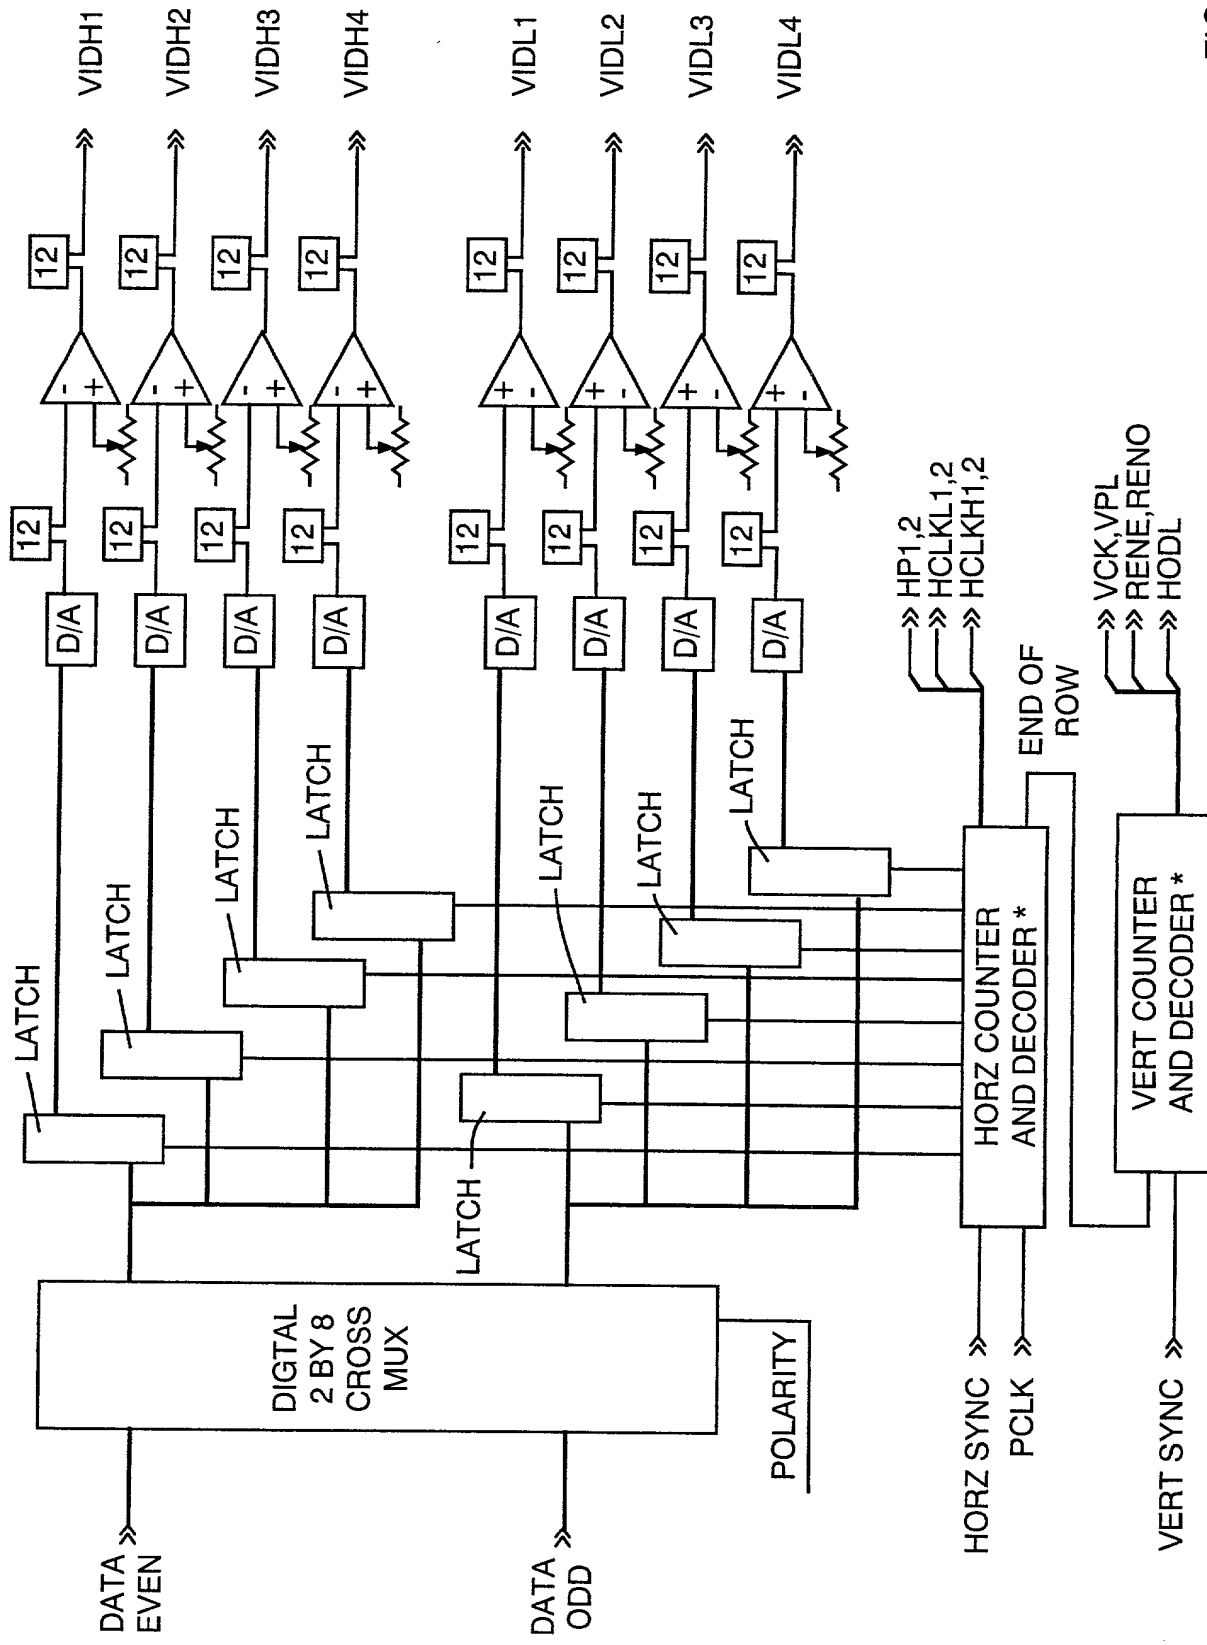 DATA
EVEN
DATA
ODD
DIGTAL
2 BY 8
CROSS
MUX
POLARITY
LATCH
LATCH
LATCH
LATCH
LATCH
LATCH
LATCH
LATCH
D/A
D/A
D/A
D/A
D/A
D/A
D/A
D/A
12
12
12
12
12
12
12
12
- +
- +
- +
- +
+ -
+ -
+ -
+ -
12
12
12
12
12
12
12
12
VIDH1
VIDH2
VIDH3
VIDH4
VIDL1
VIDL2
VIDL3
VIDL4
HORZ SYNC
PCLK
HORZ COUNTER
AND DECODER *
HP1,2
HCLKL1,2
HCLKH1,2
END OF
ROW
VERT SYNC
VERT COUNTER
AND DECODER *
VCK,VPL
RENE,RENO
HODL